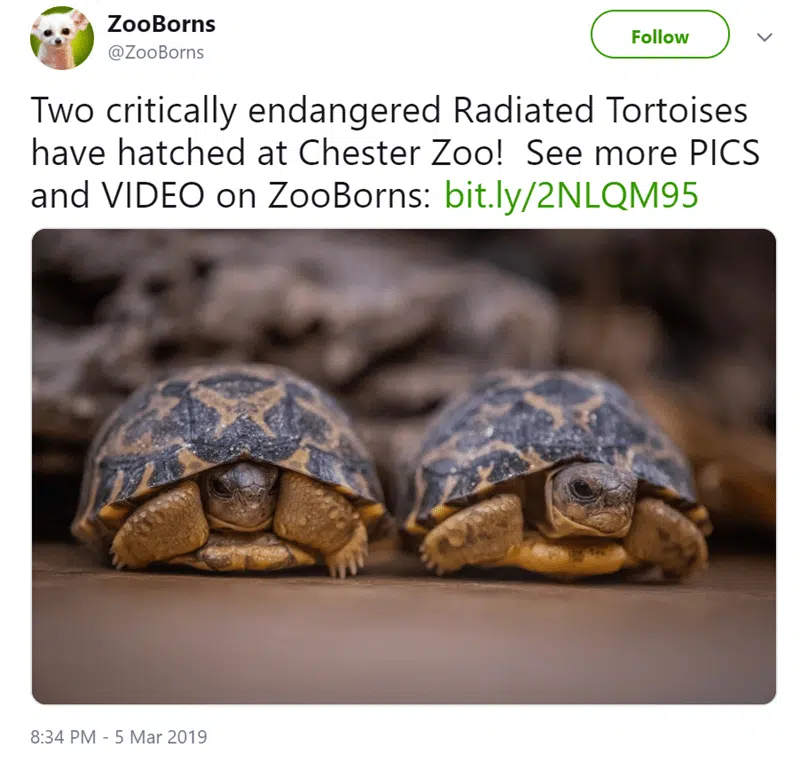 ZooBorns
@ZooBorns
Follow
Two critically endangered Radiated Tortoises
have hatched at Chester Zoo!  See more PICS
and VIDEO on ZooBorns: bit.ly/2NLQM95
8:34 PM - 5 Mar 2019